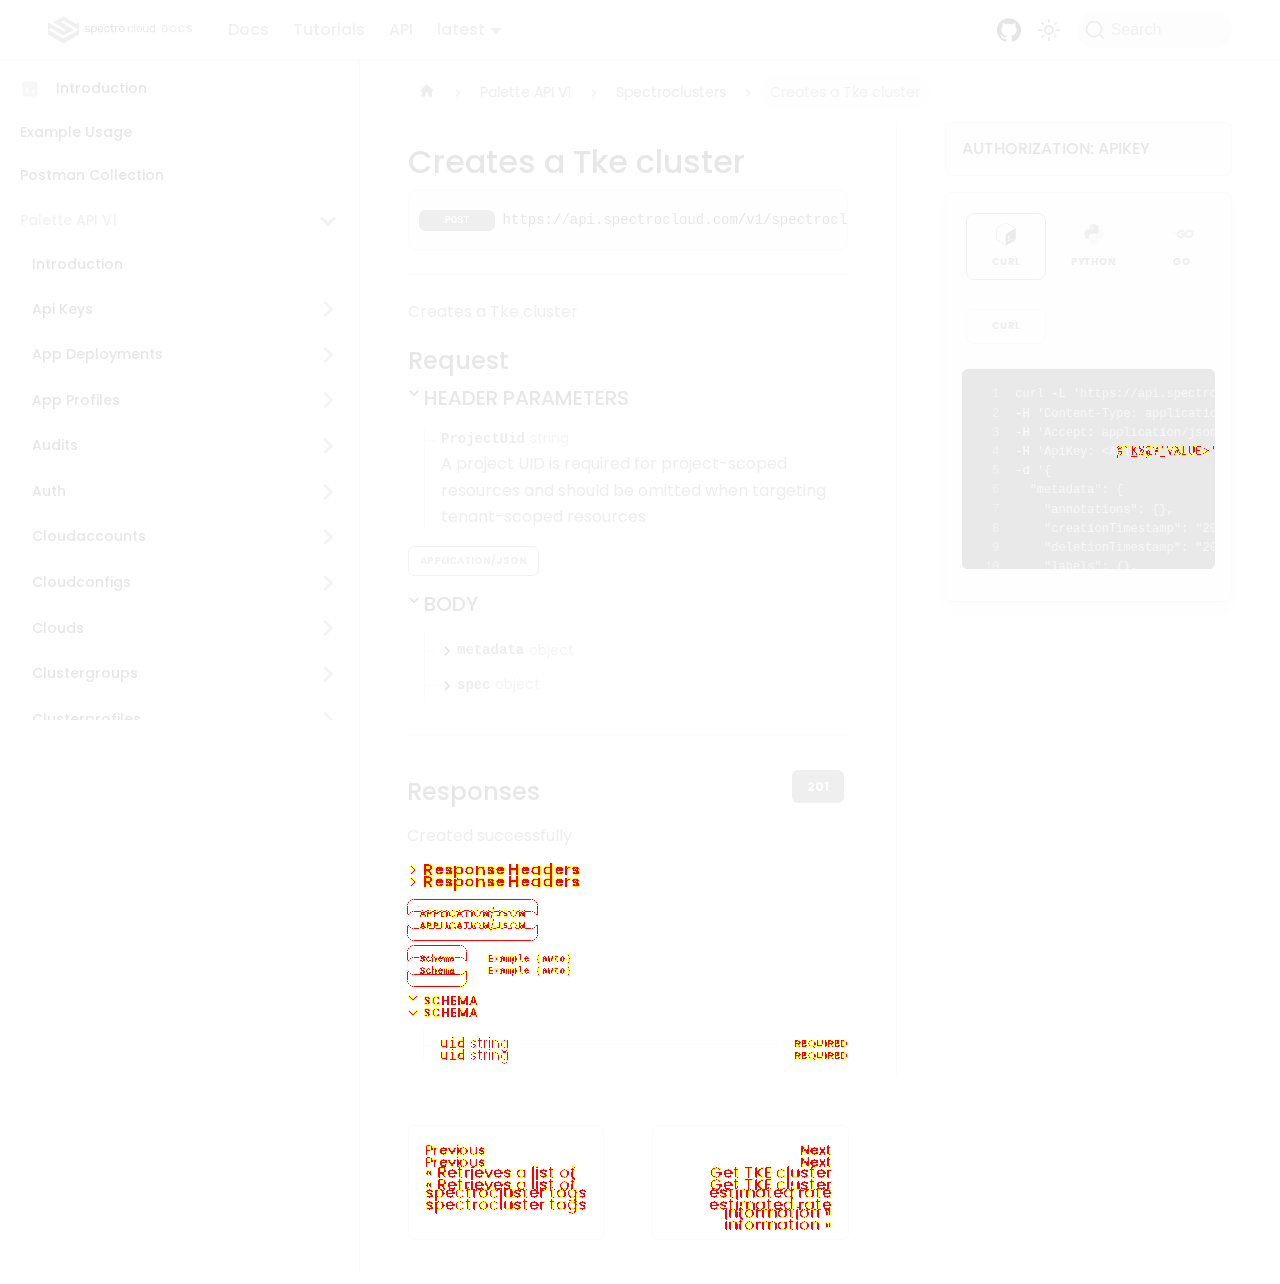 spectro cloud DOCS
Docs Tutorials API latest
Search
Introduction
Example Usage
Postman Collection
Palette API V1
Introduction
Api Keys
App Deployments
App Profiles
Audits
Auth
Cloudaccounts
Cloudconfigs
Clouds
Clustergroups
Clusterprofiles
Palette API V1 Spectroclusters Creates a Tke cluster
Creates a Tke cluster
POST https://api.spectrocloud.com/v1/spectrocl
Creates a Tke cluster
Request
HEADER PARAMETERS
ProjectUid string
A project UID is required for project-scoped
resources and should be omitted when targeting
tenant-scoped resources
APPLICATION/JSON
BODY
metadata object
spec object
Responses
201
Created successfully
Response Headers
Response Headers
APPLICATION/JSON
APPLICATION/JSON
Schema Example (auto)
Schema Example (auto)
SCHEMA
SCHEMA
uid string REQUIRED
uid string REQUIRED
Previous
Previous
« Retrieves a list of
« Retrieves a list of
spectrocluster tags
spectrocluster tags
Next
Next
Get TKE cluster
Get TKE cluster
estimated rate
estimated rate
information »
information »
AUTHORIZATION: APIKEY
CURL PYTHON GO
CURL
1 curl -L 'https://api.spectro
2 -H 'Content-Type: applicatio
3 -H 'Accept: application/json
4 -H 'ApiKey: _VALUE>'
5 -d '{
6 "metadata": {
7 "annotations": {},
8 "creationTimestamp": "20
9 "deletionTimestamp": "20
10 "labels": {}